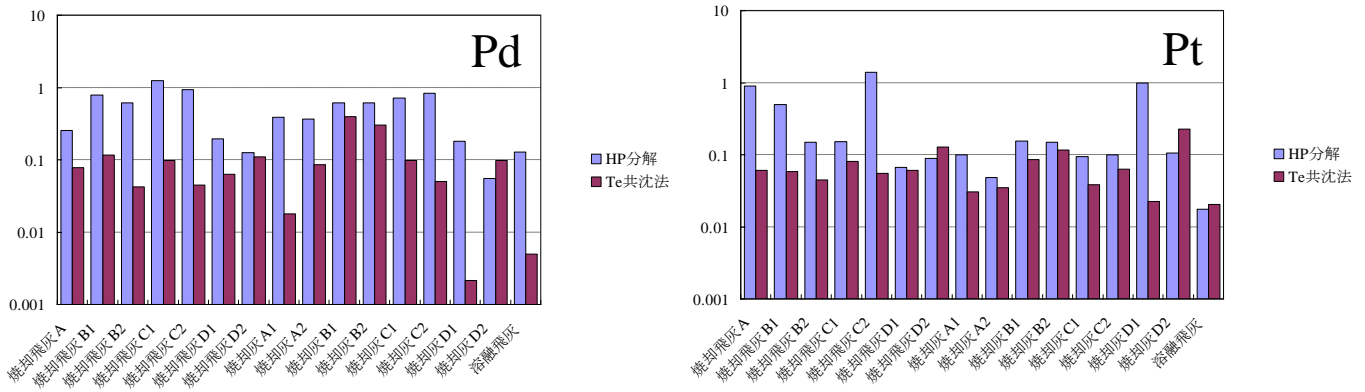 Pd
10
1
0.1
0.01
0.001
焼却飛灰A
焼却飛灰B1
焼却飛灰B2
焼却飛灰C1
焼却飛灰C2
焼却飛灰D1
焼却飛灰D2
焼却灰A1
焼却灰A2
焼却灰B1
焼却灰B2
焼却灰C1
焼却灰C2
焼却灰D1
焼却灰D2
溶融飛灰
HP分解
Te共沈法
Pt
10
1
0.1
0.01
0.001
焼却飛灰A
焼却飛灰B1
焼却飛灰B2
焼却飛灰C1
焼却飛灰C2
焼却飛灰D1
焼却飛灰D2
焼却灰A1
焼却灰A2
焼却灰B1
焼却灰B2
焼却灰C1
焼却灰C2
焼却灰D1
焼却灰D2
溶融飛灰
HP分解
Te共沈法